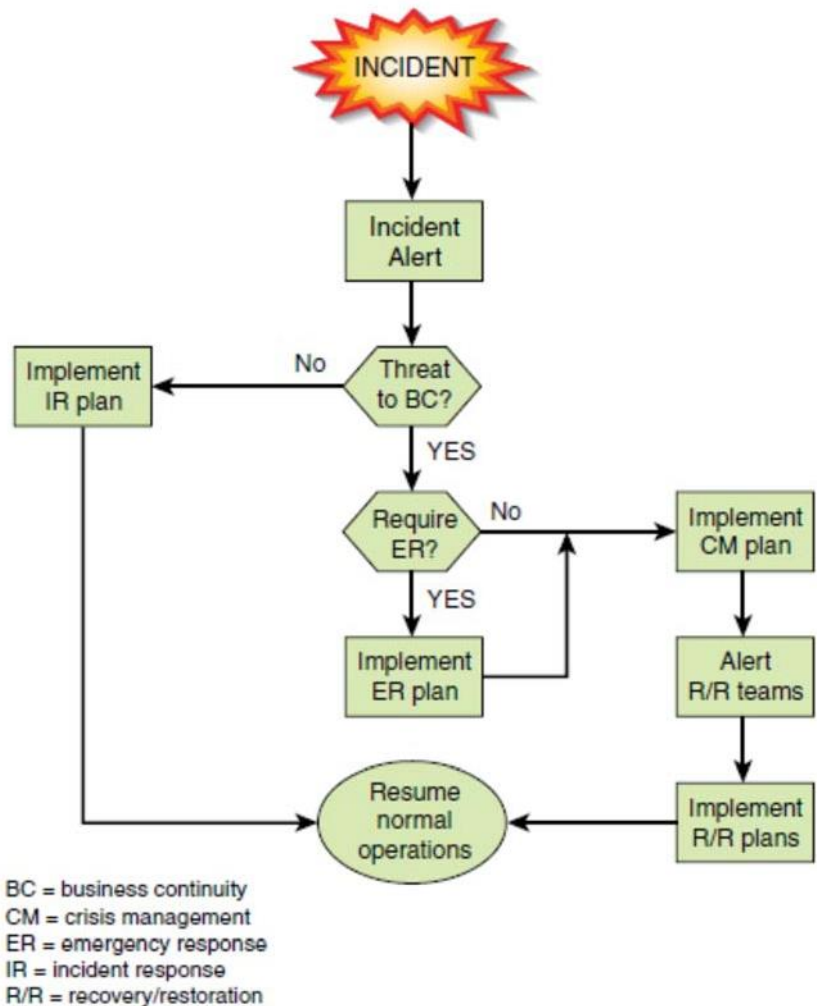 INCIDENT
Incident
Alert
Threat
to BC?
No
Implement
IR plan
YES
Require
ER?
No
Implement
CM plan
YES
Implement
ER plan
Alert
R/R teams
Implement
R/R plans
Resume
normal
operations
BC = business continuity
CM = crisis management
ER = emergency response
IR = incident response
R/R = recovery/restoration